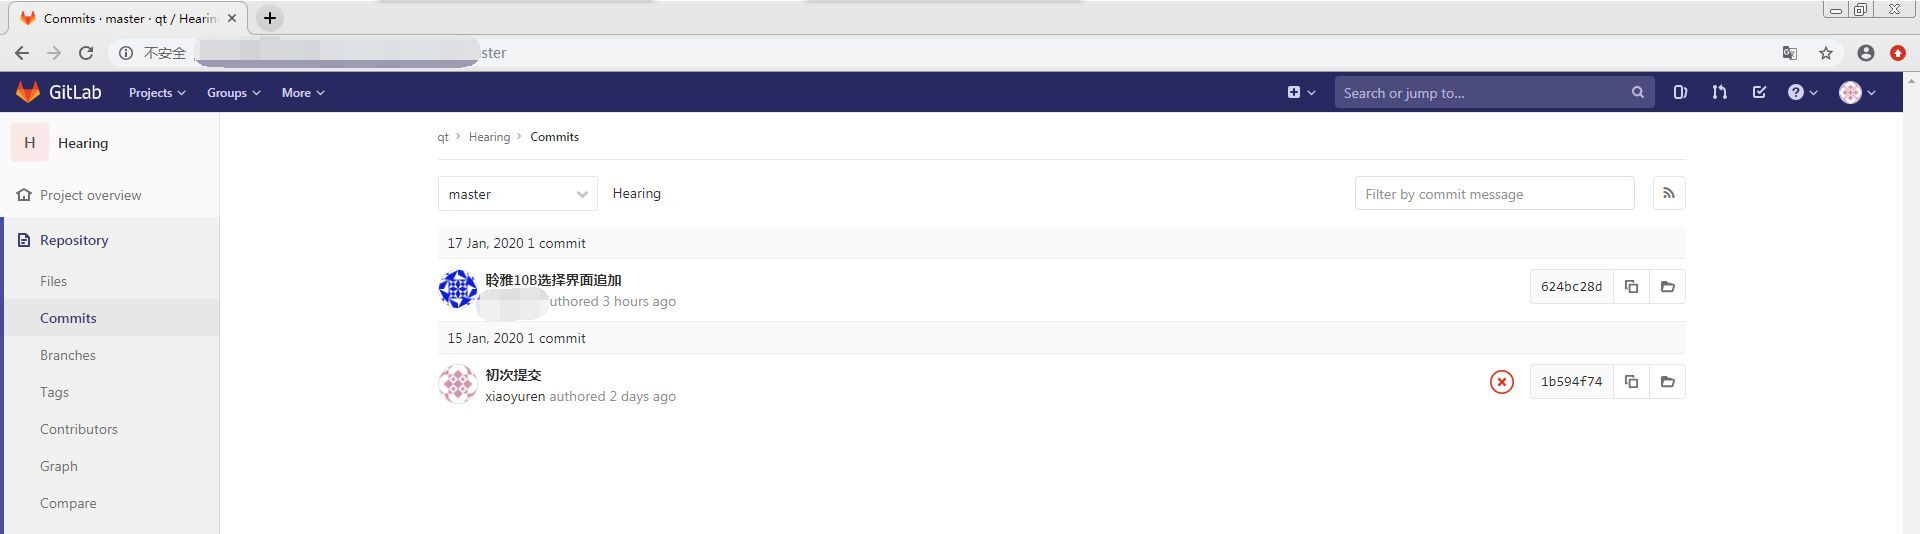 Commits · master · qt / Hearin
不安全 ster
GitLab Projects Groups More Search or jump to...
H Hearing
qt > Hearing > Commits
Project overview
master Hearing Filter by commit message
Repository
17 Jan, 2020 1 commit
Files
聆雅10B选择界面追加
uthored 3 hours ago
624bc28d
Commits
15 Jan, 2020 1 commit
Branches
初次提交
xiaoyuren authored 2 days ago
1b594f74
Tags
Contributors
Graph
Compare